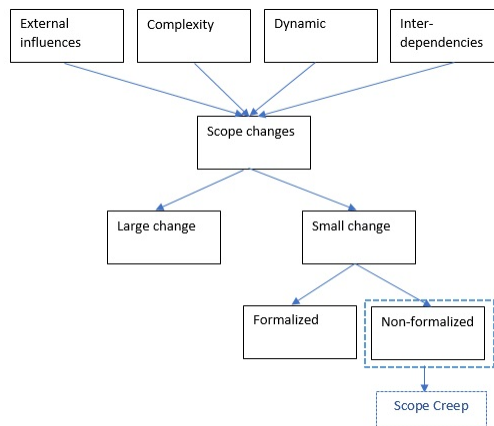 External
influences
Complexity
Dynamic
Inter-
dependencies
Scope changes
Large change
Small change
Formalized
Non-formalized
Scope Creep